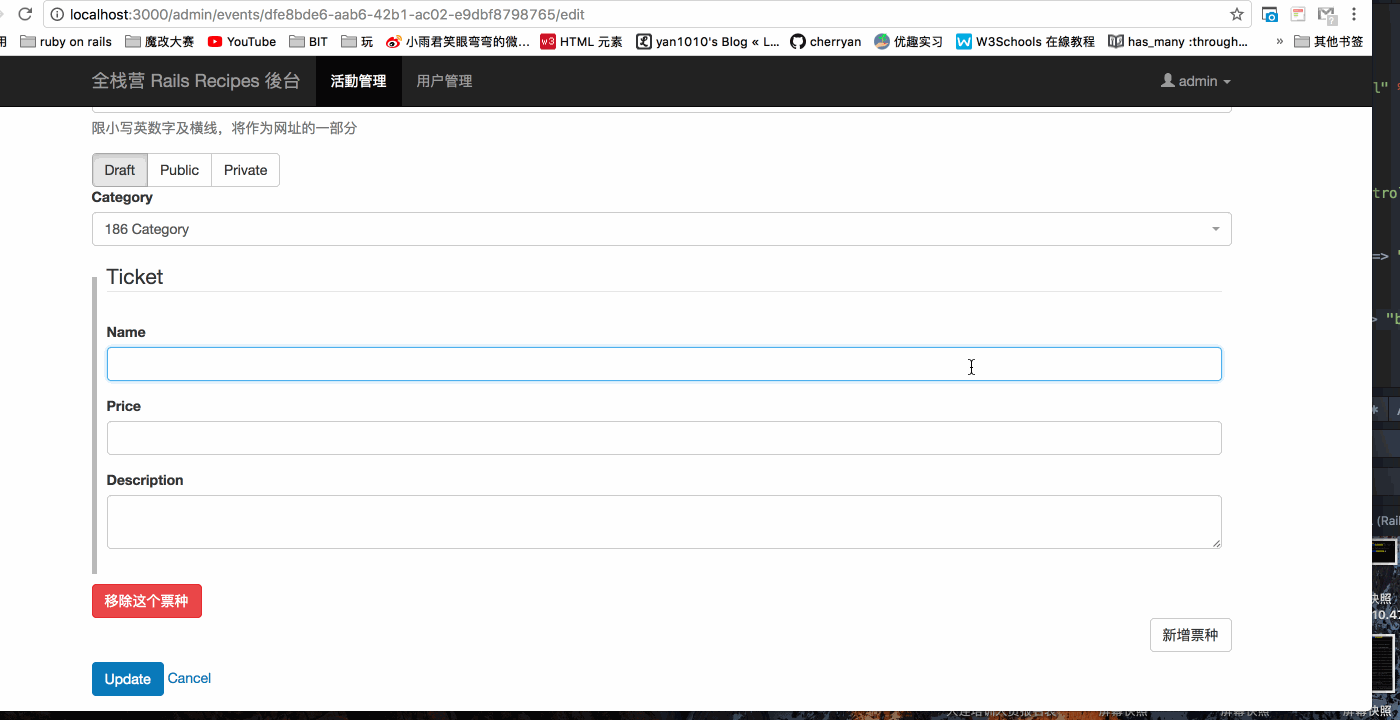 localhost:3000/admin/events/dfe8bde6-aab6-42b1-ac02-e9dbf8798765/edit
用 ruby on rails 魔改大赛 YouTube BIT 玩 小雨君笑眼弯弯的微... w3 HTML 元素 yan1010's Blog « L... cherryan 优趣实习 W W3Schools 在線教程 has_many :through... » 其他书签
全栈营 Rails Recipes 後台 活動管理 用户管理 admin
限小写英数字及横线，将作为网址的一部分
Draft Public Private
Category
186 Category
Ticket
Name
Price
Description
移除这个票种
新增票种
Update Cancel